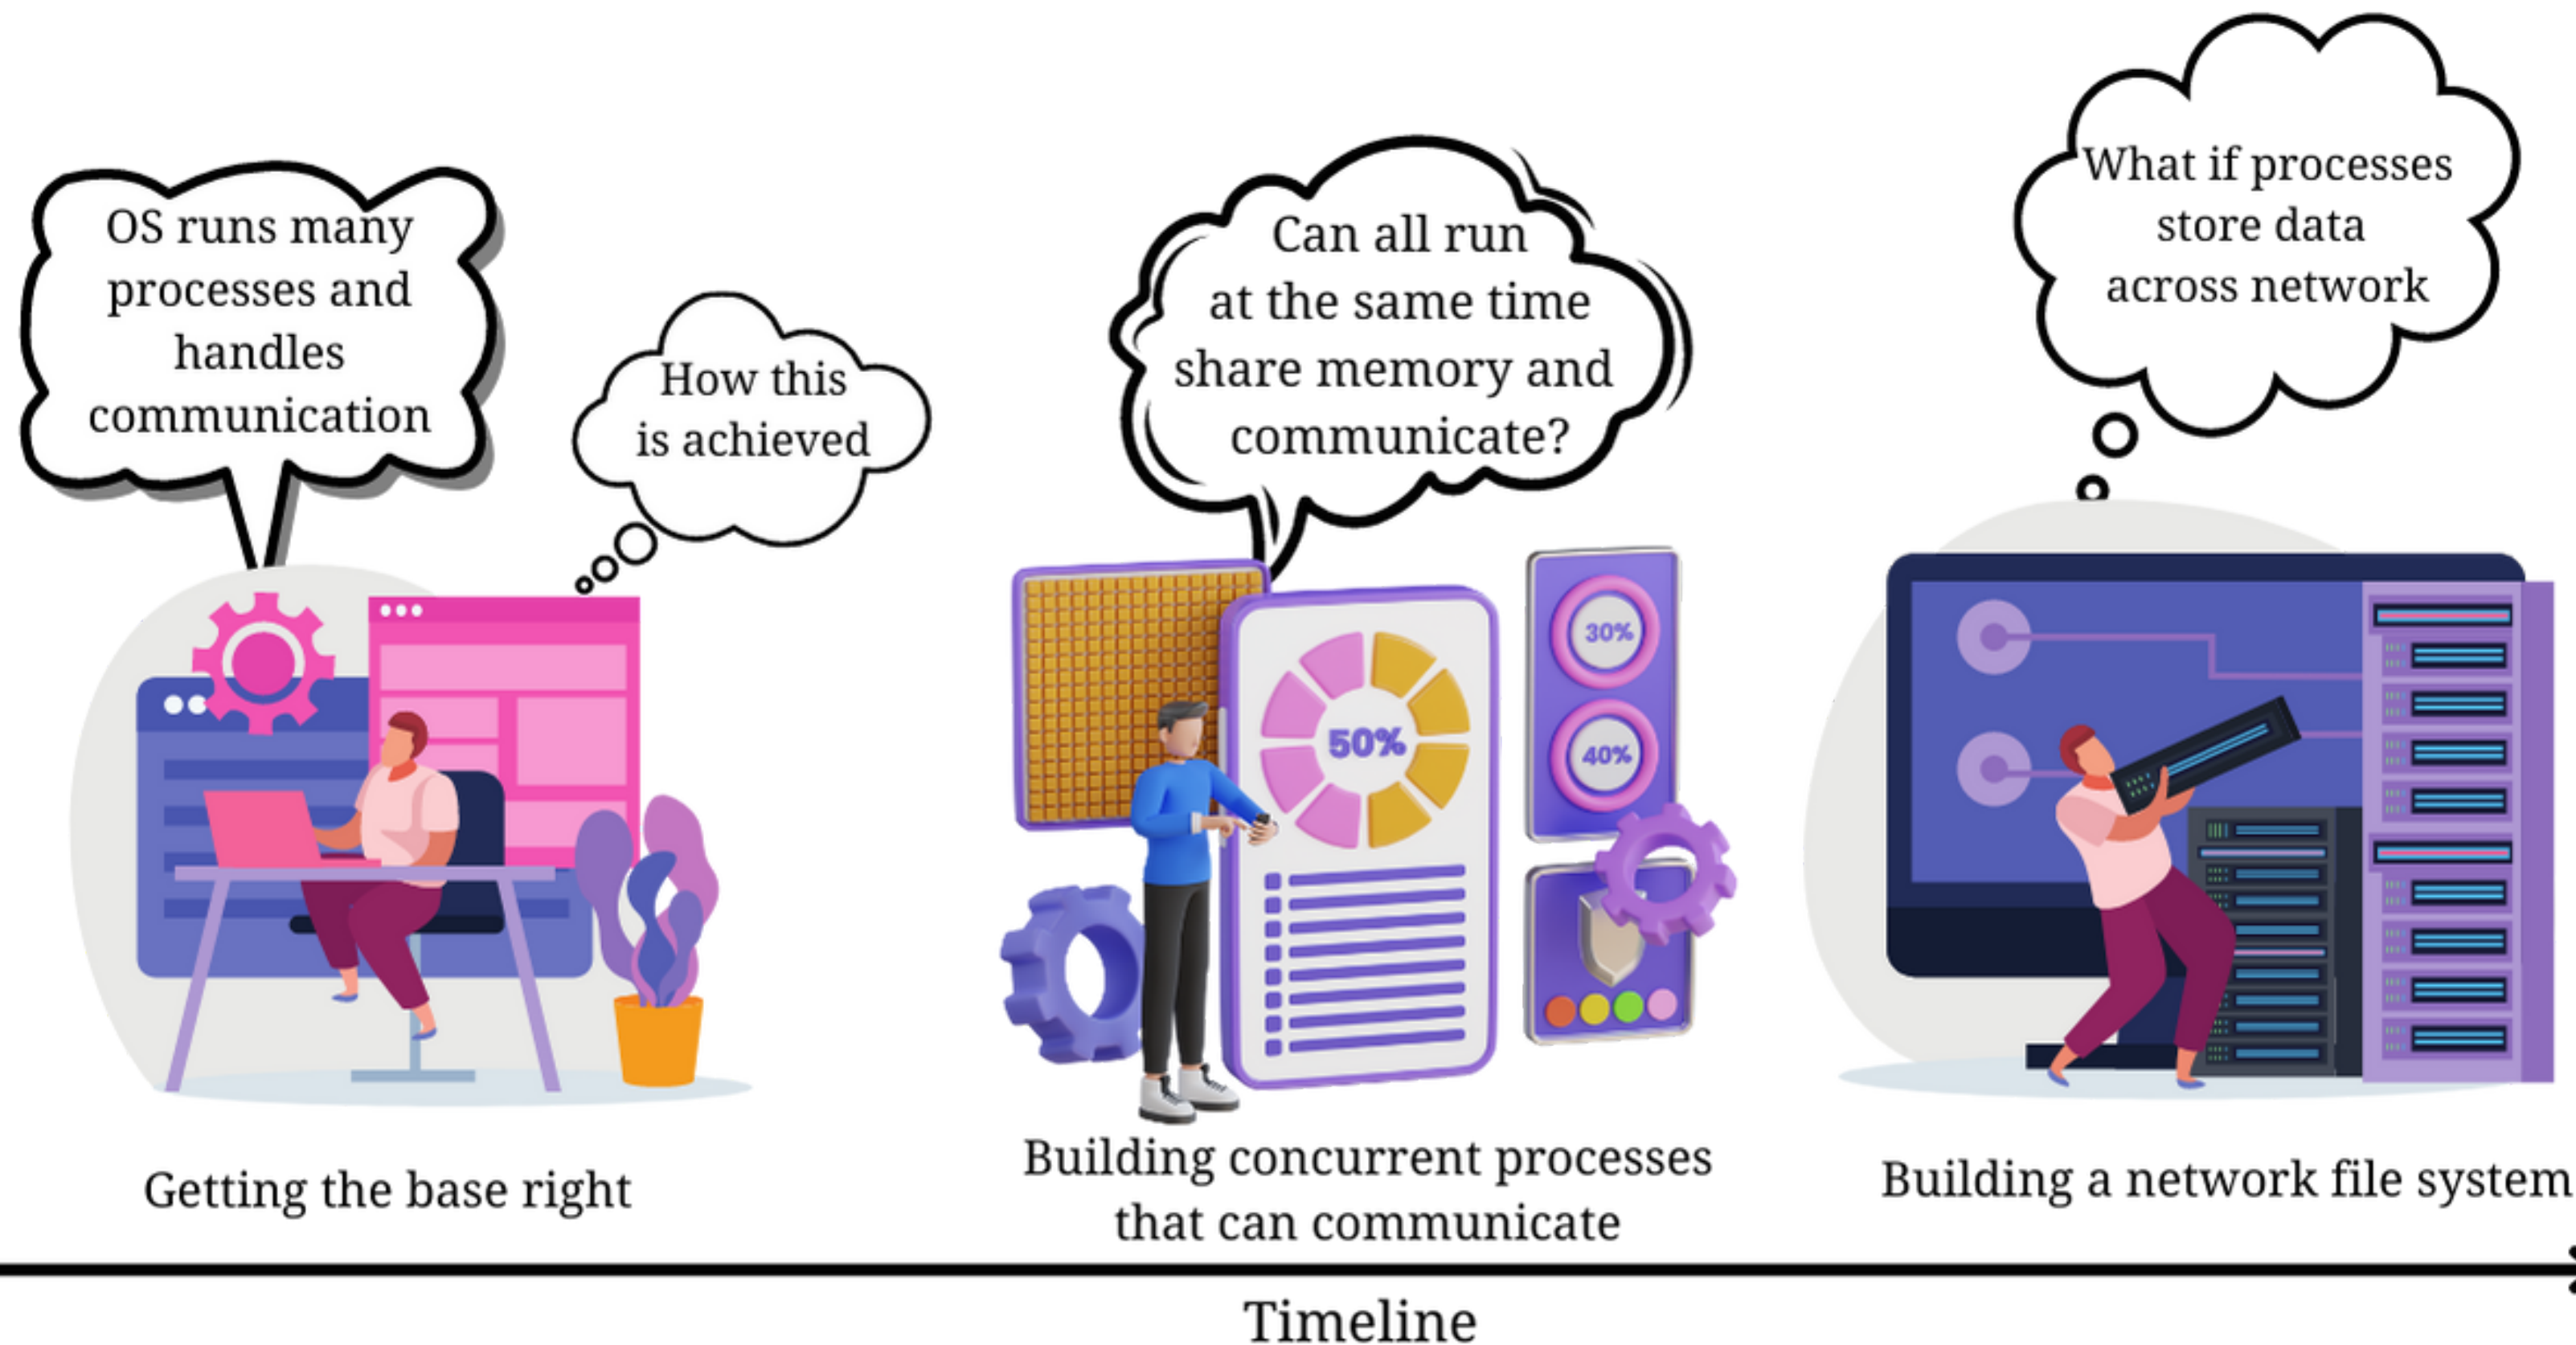 OS runs many
processes and
handles
communication
How this
is achieved
Can all run
at the same time
share memory and
communicate?
What if processes
store data
across network
50%
30%
40%
Getting the base right
Building concurrent processes
that can communicate
Building a network file system
Timeline